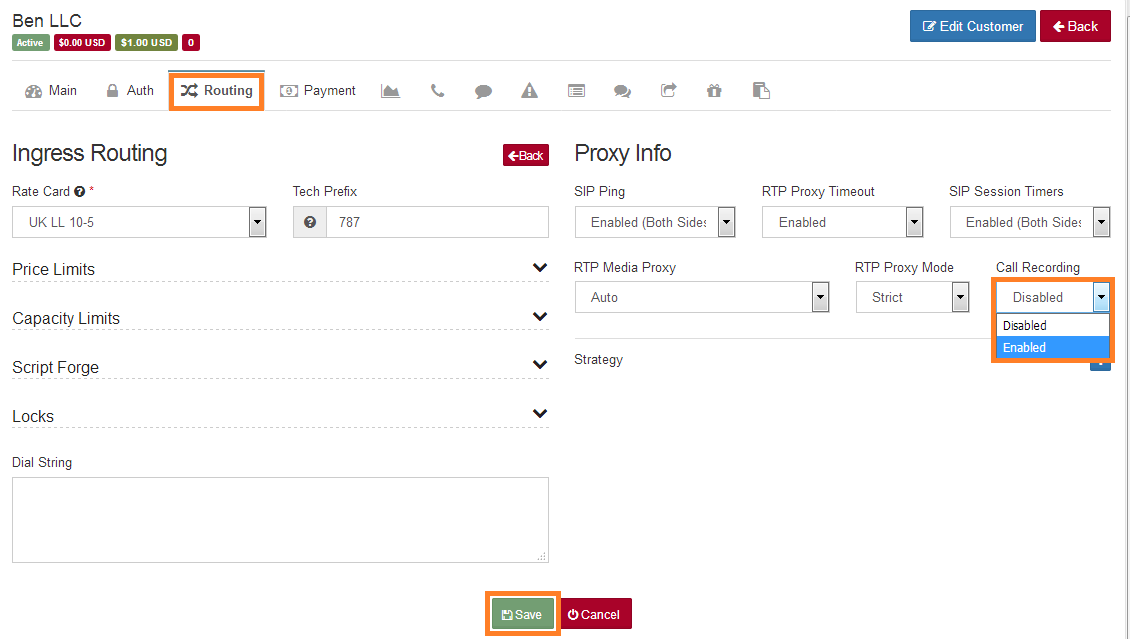 Ben LLC
Edit Customer
Back
Active $0.00 USD $1.00 USD 0
Main Auth Routing Payment
Ingress Routing
Back
Proxy Info
Rate Card ? * Tech Prefix
SIP Ping RTP Proxy Timeout SIP Session Timers
UK LL 10-5 ? 787
Enabled (Both Sides Enabled Enabled (Both Sides
Price Limits
RTP Media Proxy RTP Proxy Mode Call Recording
Auto Strict Disabled
Capacity Limits
Disabled
Enabled
Script Forge
Strategy
Locks
Dial String
Save Cancel